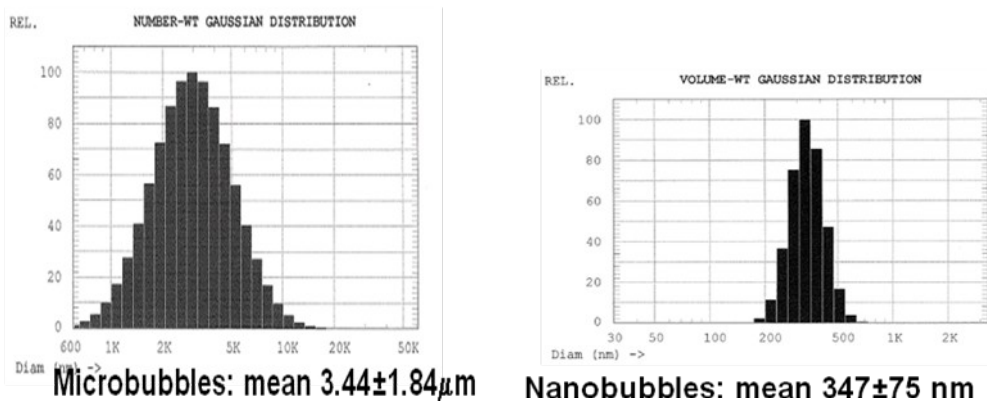 REL. NUMBER-WT GAUSSIAN DISTRIBUTION
100
80
60
40
20
0
600 1K 2K 5K 10K 20K 50K
Diam (nm) ->
Microbubbles: mean 3.44±1.84μm
REL. VOLUME-WT GAUSSIAN DISTRIBUTION
100
80
60
40
20
0
30 50 100 200 500 1K 2K
Diam (nm) ->
Nanobubbles: mean 347±75 nm